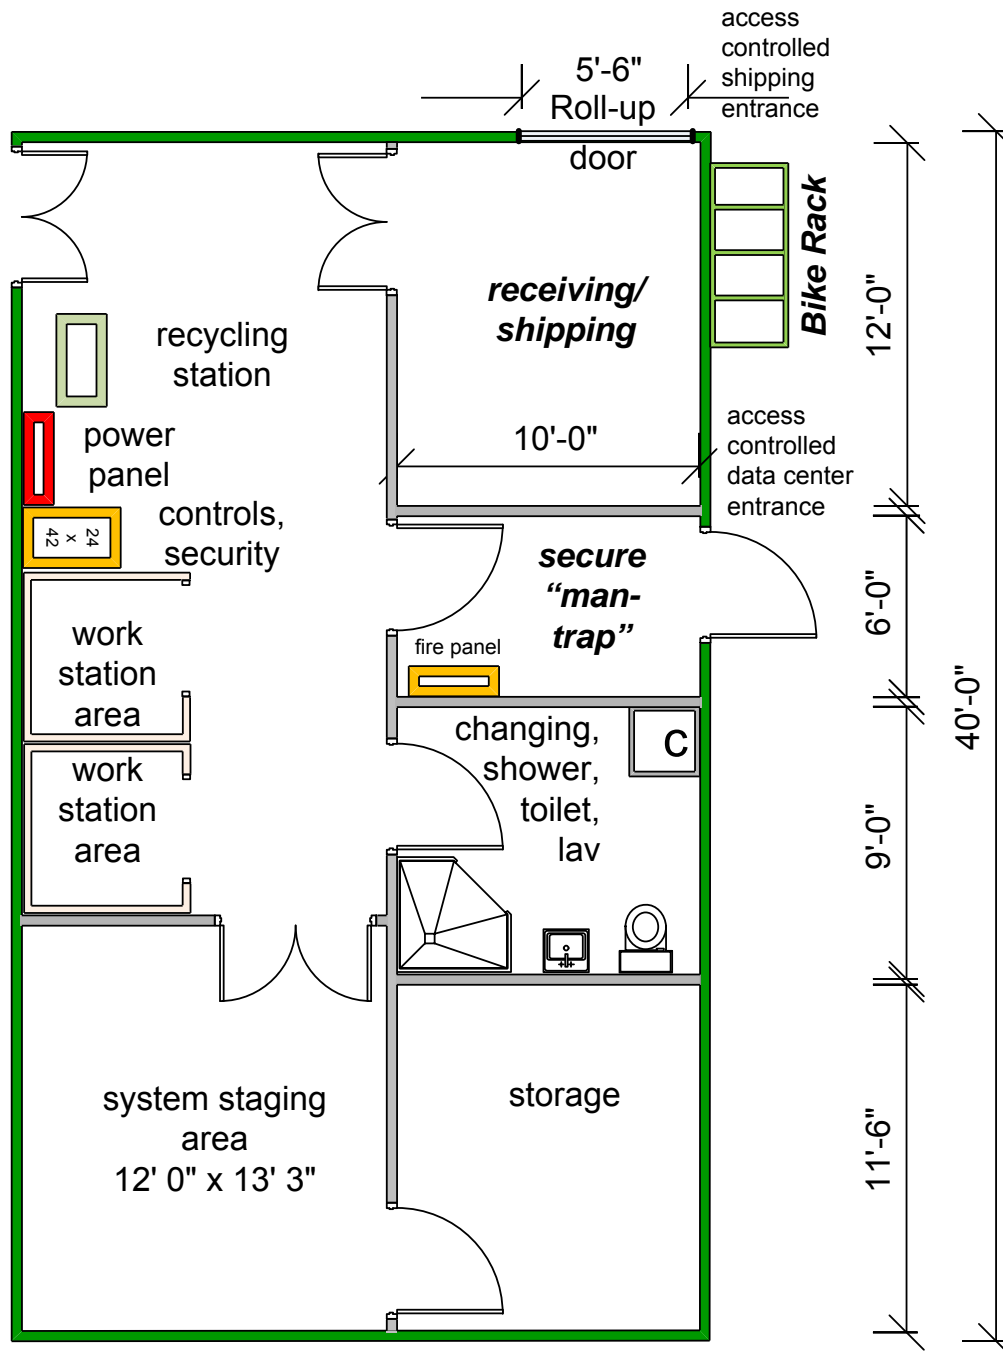 access
controlled
shipping
entrance
5'-6"
Roll-up
door
Bike Rack
receiving/
shipping
12'-0"
recycling
station
10'-0"
access
controlled
data center
entrance
power
panel
controls,
security
24
x
42
secure
“man-
trap”
6'-0"
fire panel
work
station
area
40'-0"
changing,
shower,
toilet,
lav
C
work
station
area
9'-0"
system staging
area
12' 0" x 13' 3"
storage
11'-6"